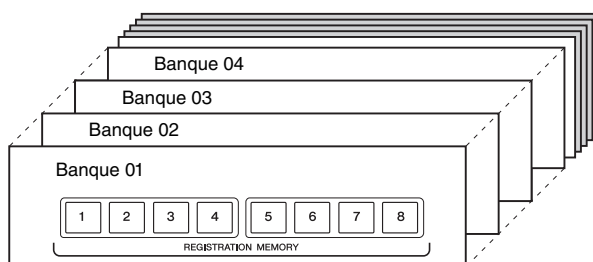 Banque 04
Banque 03
Banque 02
Banque 01
1 2 3 4 5 6 7 8
REGISTRATION MEMORY